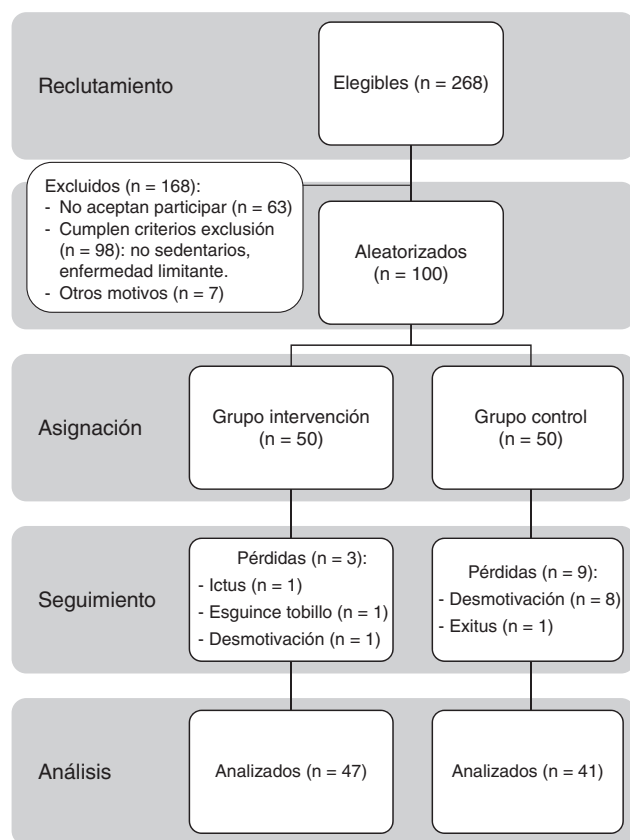 Reclutamiento
Elegibles (n = 268)
Excluidos (n = 168):
- No aceptan participar (n = 63)
- Cumplen criterios exclusión
(n = 98): no sedentarios,
enfermedad limitante.
- Otros motivos (n = 7)
Aleatorizados
(n = 100)
Asignación
Grupo intervención
(n = 50)
Grupo control
(n = 50)
Seguimiento
Pérdidas (n = 3):
- Ictus (n = 1)
- Esguince tobillo (n = 1)
- Desmotivación (n = 1)
Pérdidas (n = 9):
- Desmotivación (n = 8)
- Exitus (n = 1)
Análisis
Analizados (n = 47)
Analizados (n = 41)